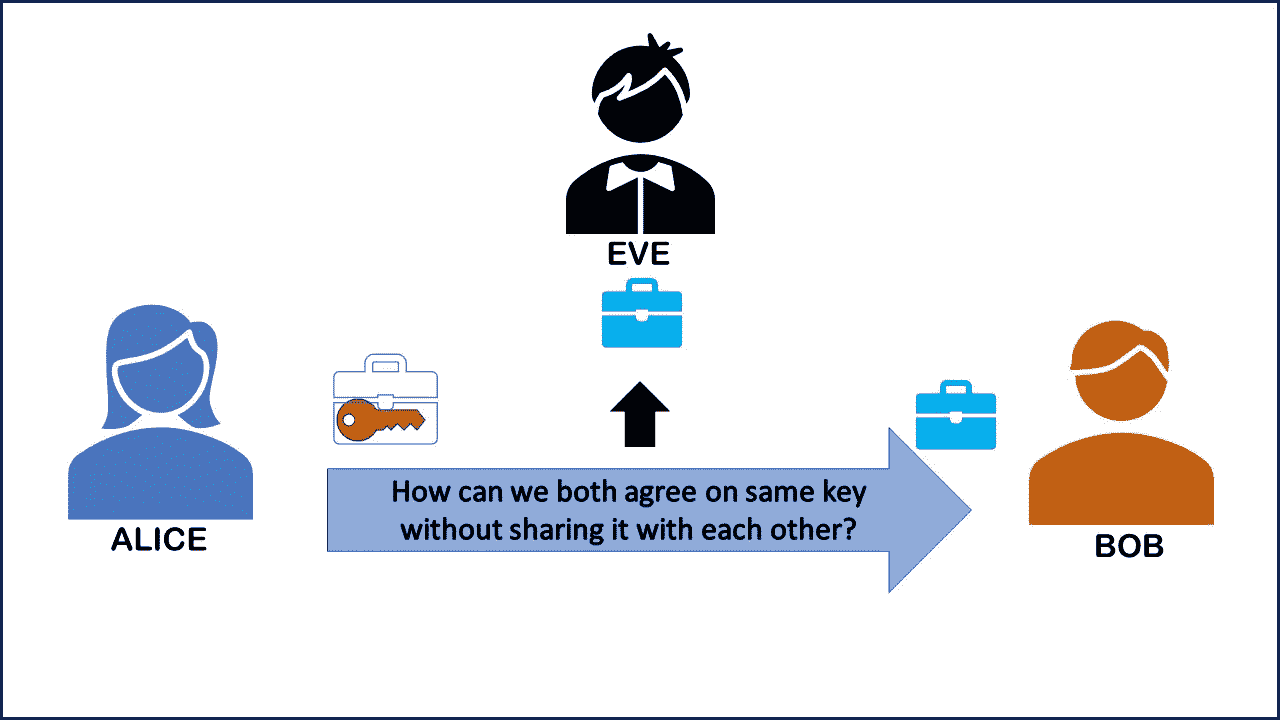 EVE
ALICE
How can we both agree on same key
without sharing it with each other?
BOB